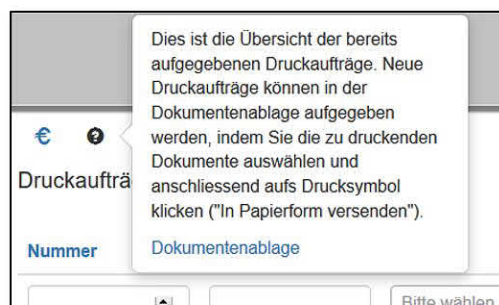 Dies ist die Übersicht der bereits
aufgegebenen Druckaufträge. Neue
Druckaufträge können in der
Dokumentenablage aufgegeben
werden, indem Sie die zu druckenden
Dokumente auswählen und
anschliessend aufs Drucksymbol
klicken ("In Papierform versenden").
Dokumentenablage
€ ?
Druckaufträ
Nummer
Bitte wählen